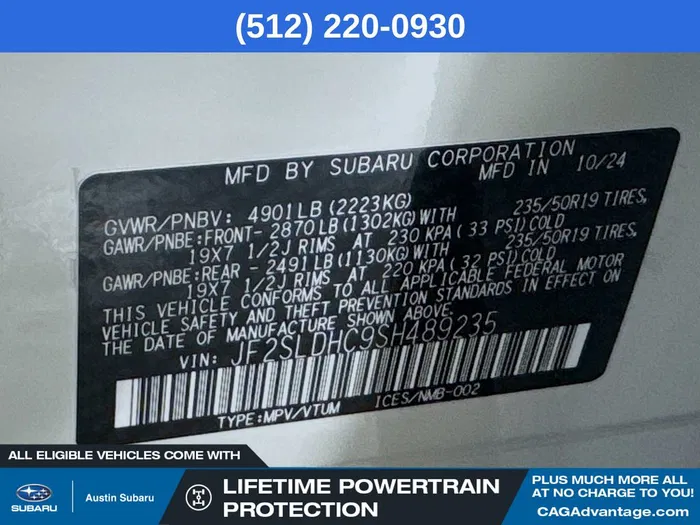 (512) 220-0930
MFD BY SUBARU CORPORATION
MFD IN 10/24
GVWR/PNBV: 4901LB(2223KG)
GAWR/PNBE:FRONT- 2870LB(1302KG)WITH 235/50R19 TIRES,
19X7 1/2J RIMS AT 230 KPA( 33 PSI)COLD
GAWR/PNBE:REAR - 2491LB(1130KG)WITH 235/50R19 TIRES,
19X7 1/2J RIMS AT 220 KPA( 32 PSI)COLD
THIS VEHICLE CONFORMS TO ALL APPLICABLE FEDERAL MOTOR
VEHICLE SAFETY AND THEFT PREVENTION STANDARDS IN EFFECT ON
THE DATE OF MANUFACTURE SHOWN ABOVE.
VIN: JF2SLDHC9SH489235
TYPE:MPV/VTUM ICES/NMB-002
ALL ELIGIBLE VEHICLES COME WITH
SUBARU
Austin Subaru
LIFETIME POWERTRAIN
PROTECTION
PLUS MUCH MORE ALL
AT NO CHARGE TO YOU!
CAGAdvantage.com